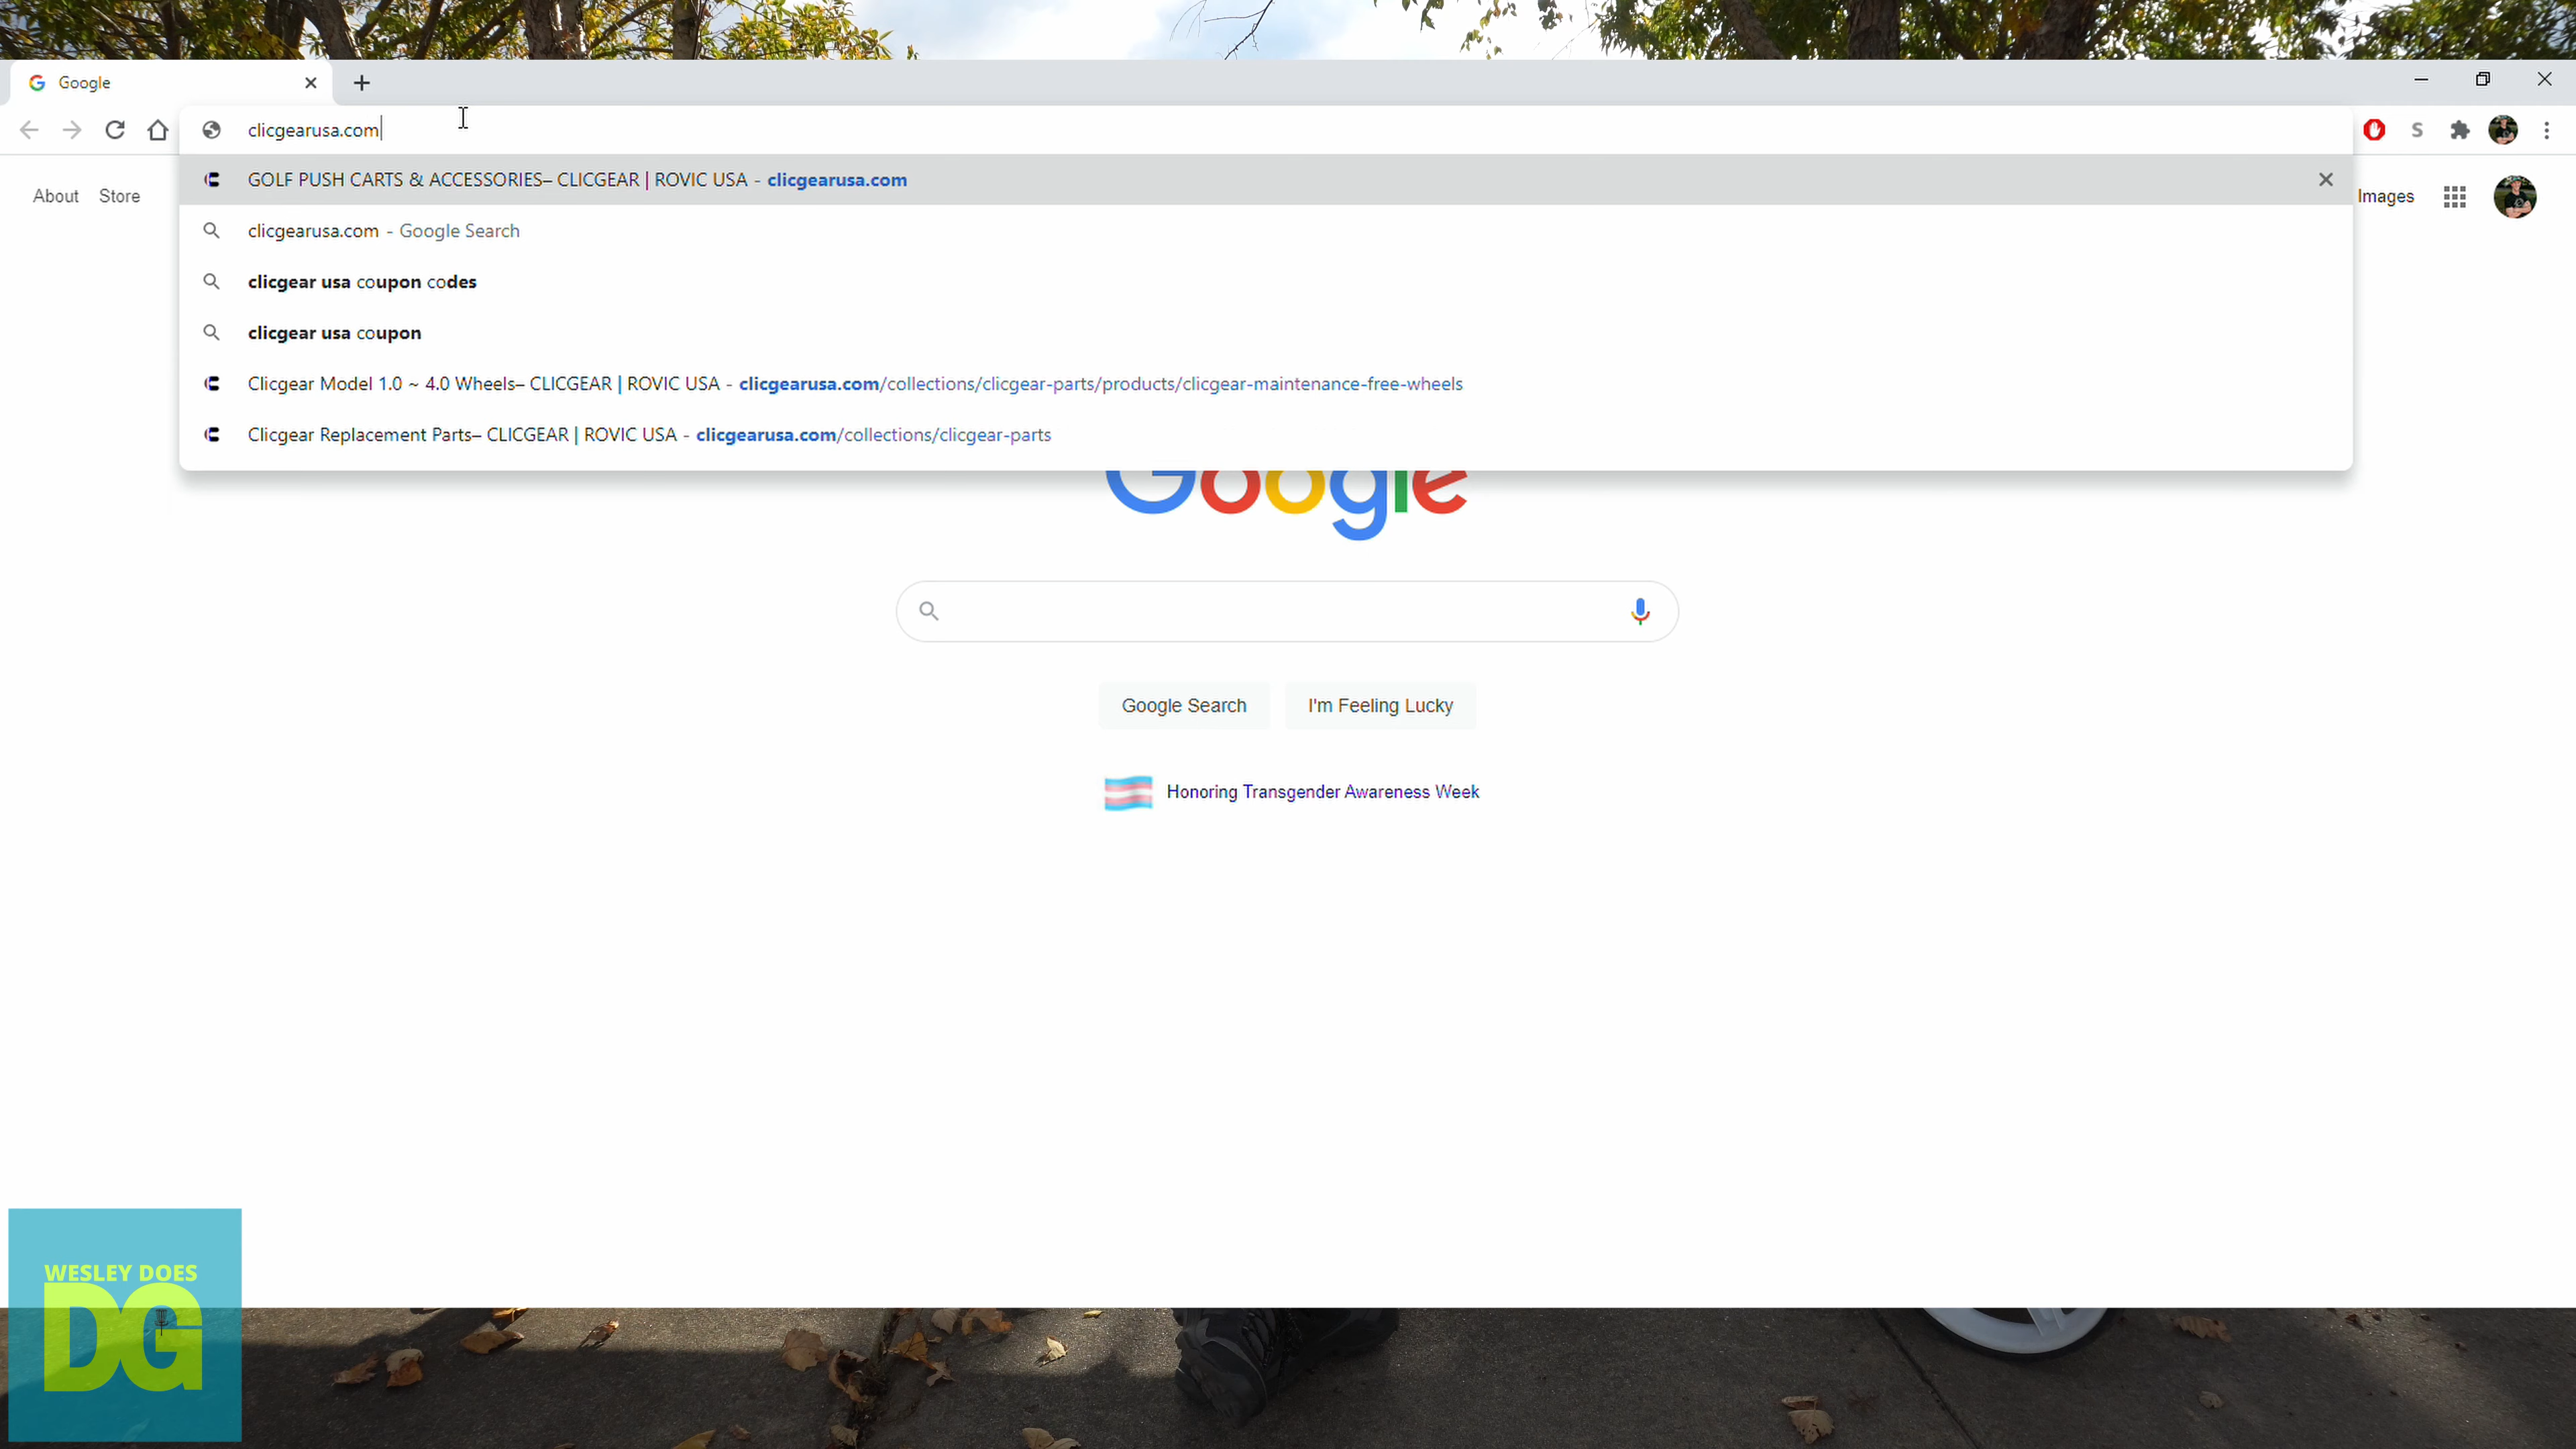 Google
clicgearusa.com
GOLF PUSH CARTS & ACCESSORIES– CLICGEAR | ROVIC USA - clicgearusa.com
About Store
Images
clicgearusa.com - Google Search
clicgear usa coupon codes
clicgear usa coupon
Clicgear Model 1.0 ~ 4.0 Wheels– CLICGEAR | ROVIC USA - clicgearusa.com/collections/clicgear-parts/products/clicgear-maintenance-free-wheels
Clicgear Replacement Parts– CLICGEAR | ROVIC USA - clicgearusa.com/collections/clicgear-parts
Google
Google Search
I'm Feeling Lucky
Honoring Transgender Awareness Week
WESLEY DOES
DG